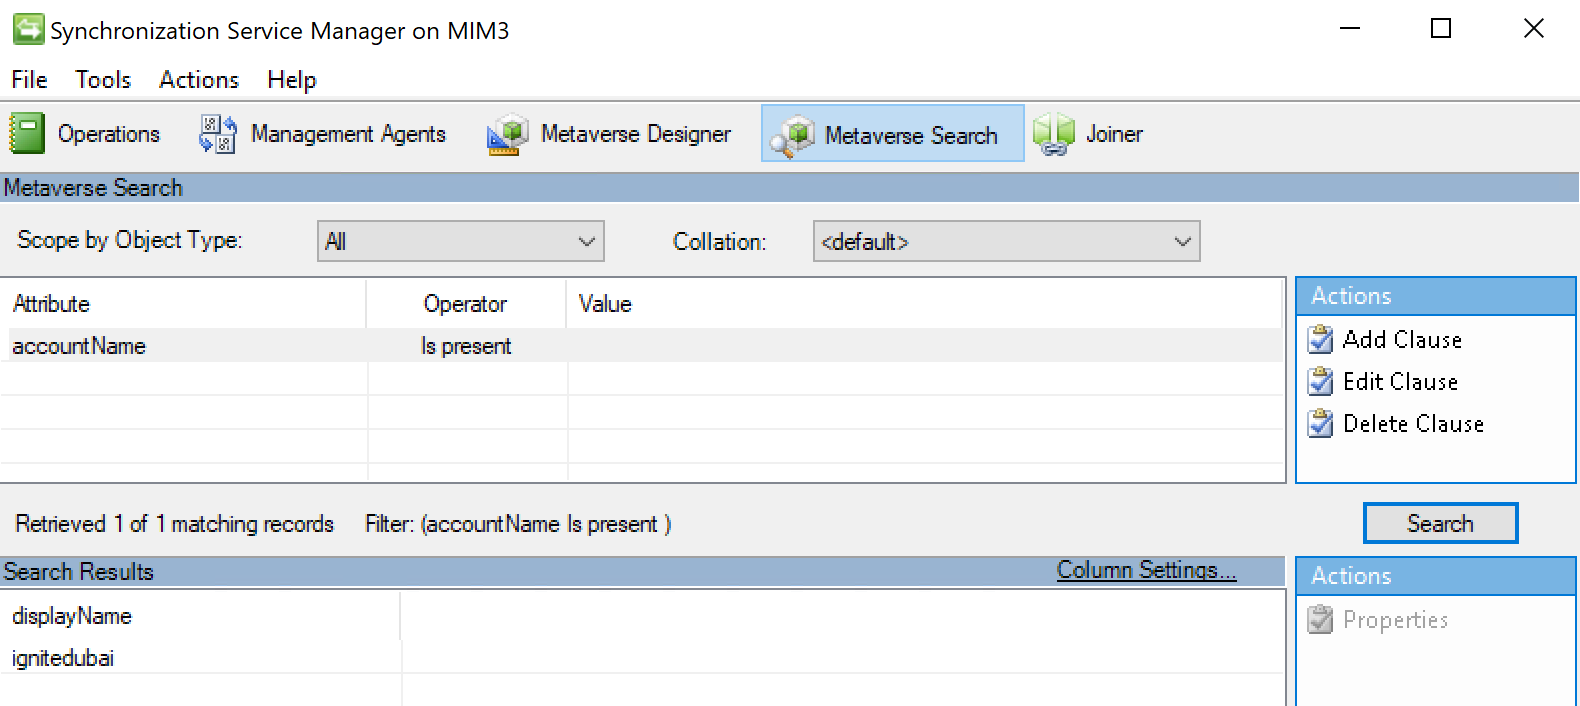 Synchronization Service Manager on MIM3
File Tools Actions Help
Operations Management Agents Metaverse Designer Metaverse Search Joiner
Metaverse Search
Scope by Object Type: All Collation: <default>
Attribute Operator Value
accountName Is present
Actions
Add Clause
Edit Clause
Delete Clause
Retrieved 1 of 1 matching records Filter: (accountName Is present )
Search
Search Results Column Settings...
displayName
ignitedubai
Actions
Properties